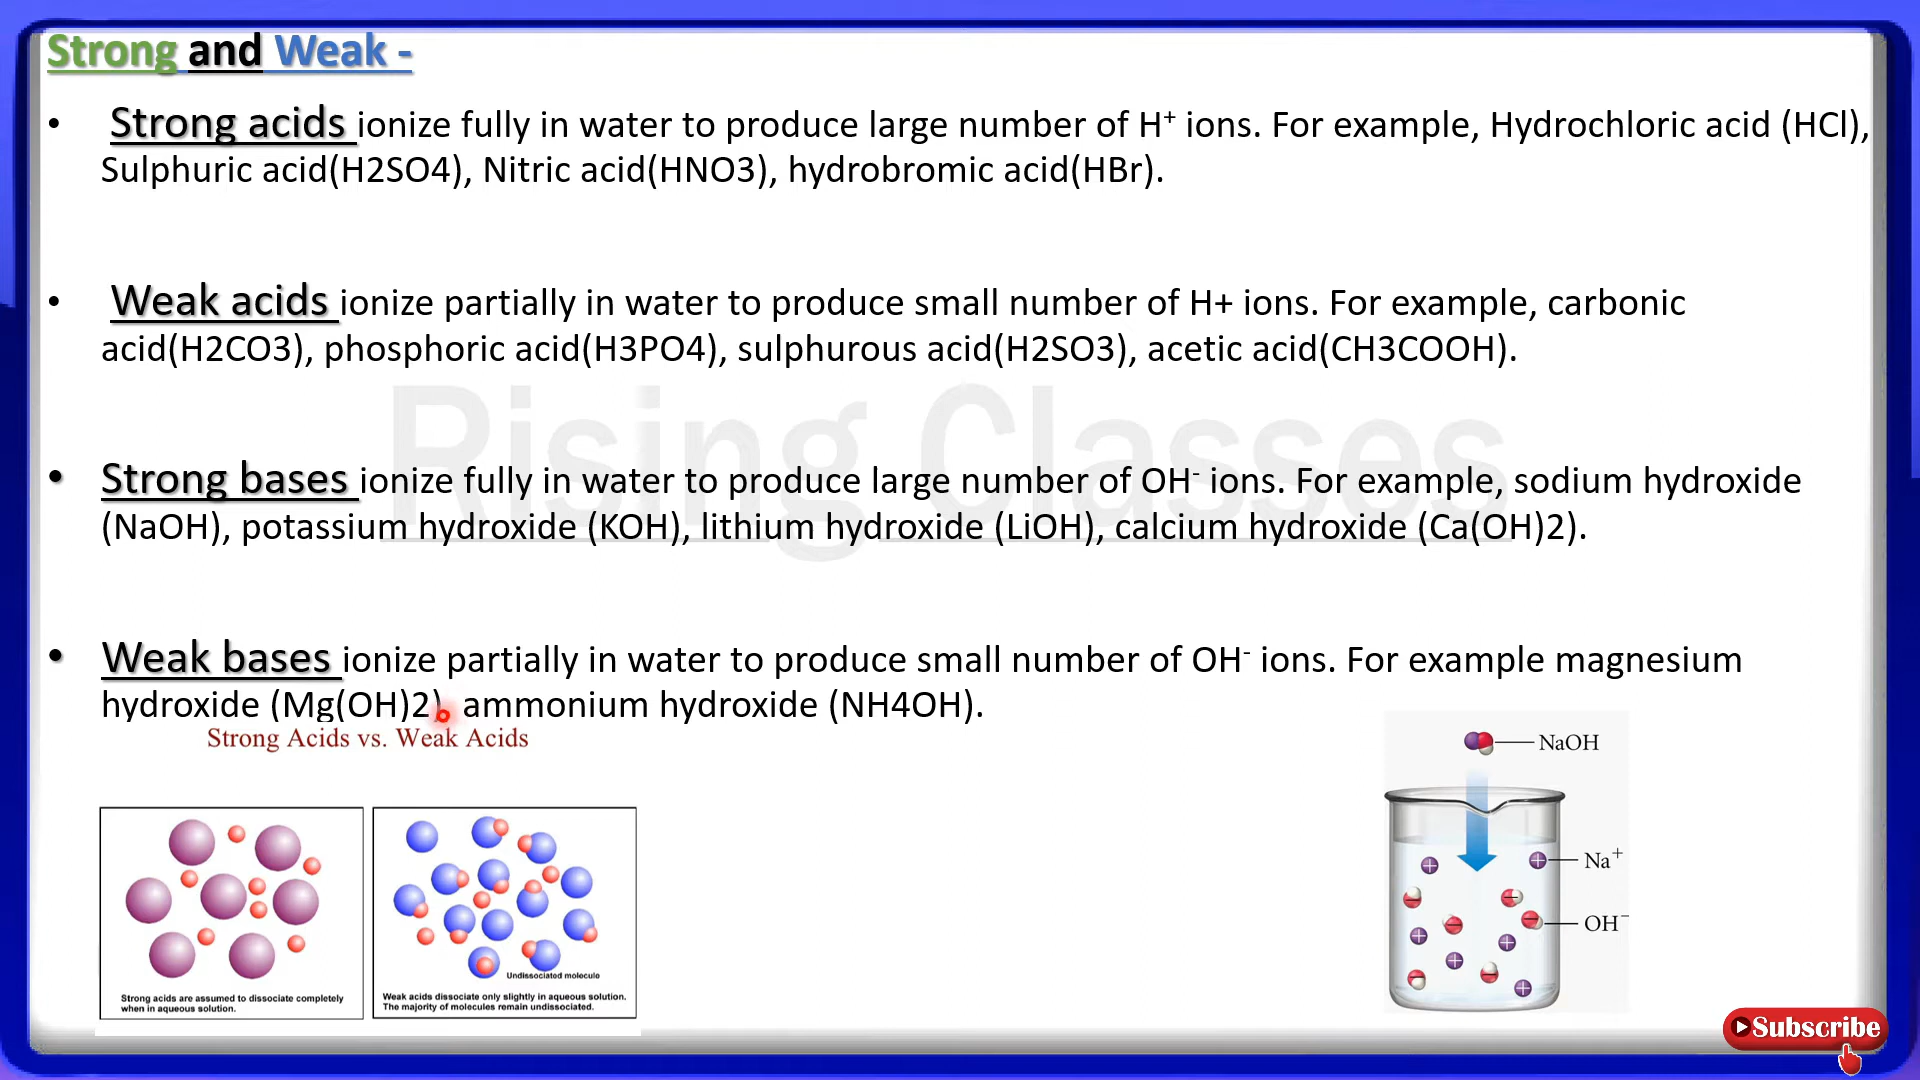 Strong and Weak -
• Strong acids ionize fully in water to produce large number of H⁺ ions. For example, Hydrochloric acid (HCl),
Sulphuric acid(H2SO4), Nitric acid(HNO3), hydrobromic acid(HBr).
• Weak acids ionize partially in water to produce small number of H+ ions. For example, carbonic
acid(H2CO3), phosphoric acid(H3PO4), sulphurous acid(H2SO3), acetic acid(CH3COOH).
Rising Classes
• Strong bases ionize fully in water to produce large number of OH⁻ ions. For example, sodium hydroxide
(NaOH), potassium hydroxide (KOH), lithium hydroxide (LiOH), calcium hydroxide (Ca(OH)2).
• Weak bases ionize partially in water to produce small number of OH⁻ ions. For example magnesium
hydroxide (Mg(OH)2), ammonium hydroxide (NH4OH).
Strong Acids vs. Weak Acids
Strong acids are assumed to dissociate completely
when in aqueous solution.
Undissociated molecule
Weak acids dissociate only slightly in aqueous solution.
The majority of molecules remain undissociated.
NaOH
Na⁺
OH⁻
Subscribe